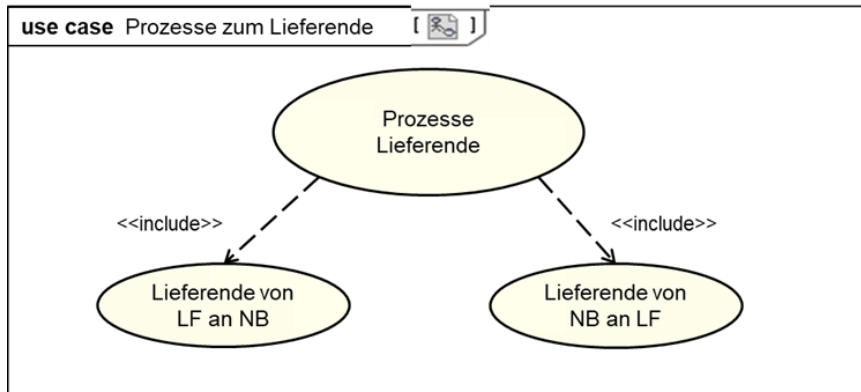 use case Prozesse zum Lieferende [ ]
Prozesse
Lieferende
<<include>>
<<include>>
Lieferende von
LF an NB
Lieferende von
NB an LF